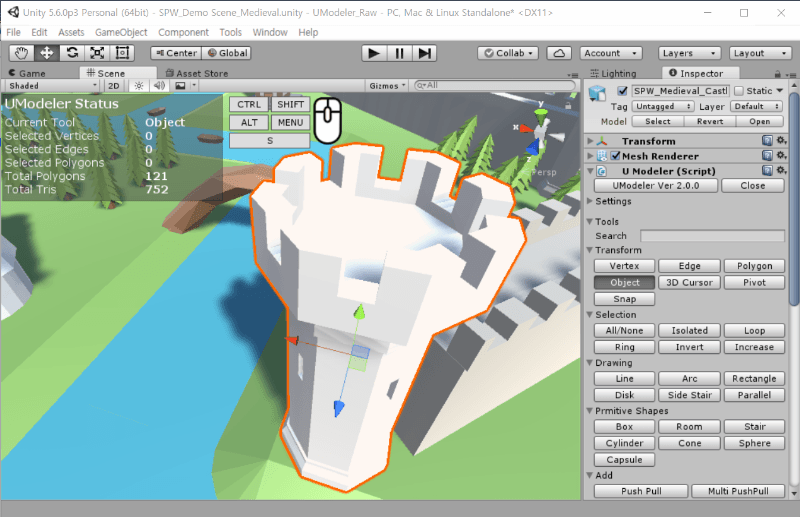 Unity 5.6.0p3 Personal (64bit) - SPW_Demo Scene_Medieval.unity - UModeler_Raw - PC, Mac & Linux Standalone* <DX11>
File Edit Assets GameObject Component Tools Window Help
Center Global Collab Account Layers Layout
Game Scene Asset Store
Shaded 2D Gizmos All
UModeler Status
Current Tool Object
Selected Vertices 0
Selected Edges 0
Selected Polygons 0
Total Polygons 121
Total Tris 752
CTRL SHIFT
ALT MENU
S
y
x
z
Persp
Lighting Inspector
SPW_Medieval_Castl Static
Tag Untagged Layer Default
Model Select Revert Open
Transform
Mesh Renderer
U Modeler (Script)
UModeler Ver 2.0.0 Close
Settings
Tools
Search
Transform
Vertex Edge Polygon
Object 3D Cursor Pivot
Snap
Selection
All/None Isolated Loop
Ring Invert Increase
Drawing
Line Arc Rectangle
Disk Side Stair Parallel
Prmitive Shapes
Box Room Stair
Cylinder Cone Sphere
Capsule
Add
Push Pull Multi PushPull